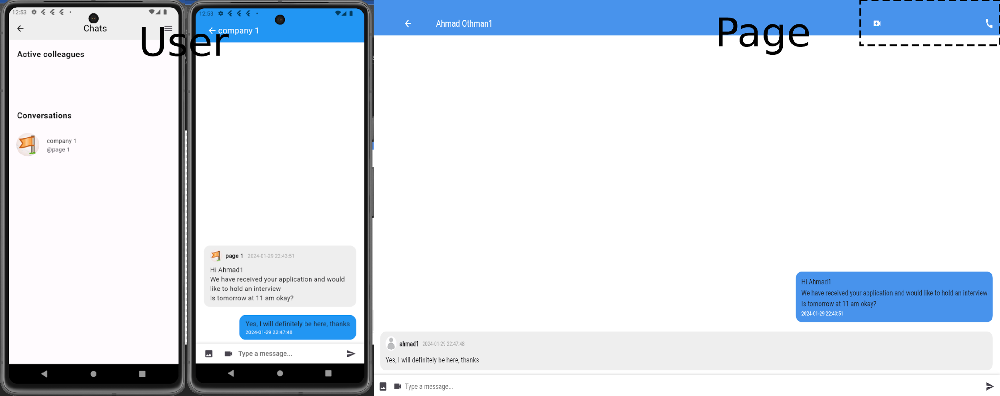 12:53
Chats
User
Active colleagues
Conversations
company 1
@page 1
12:53
company 1
page 1 2024-01-29 22:43:51
Hi Ahmad1
We have received your application and would
like to hold an interview
Is tomorrow at 11 am okay?
Yes, I will definitely be here, thanks
2024-01-29 22:47:48
Type a message...
Ahmad Othman1
Page
Hi Ahmad1
We have received your application and would like to hold an interview
Is tomorrow at 11 am okay?
2024-01-29 22:43:51
ahmad1 2024-01-29 22:47:48
Yes, I will definitely be here, thanks
Type a message...